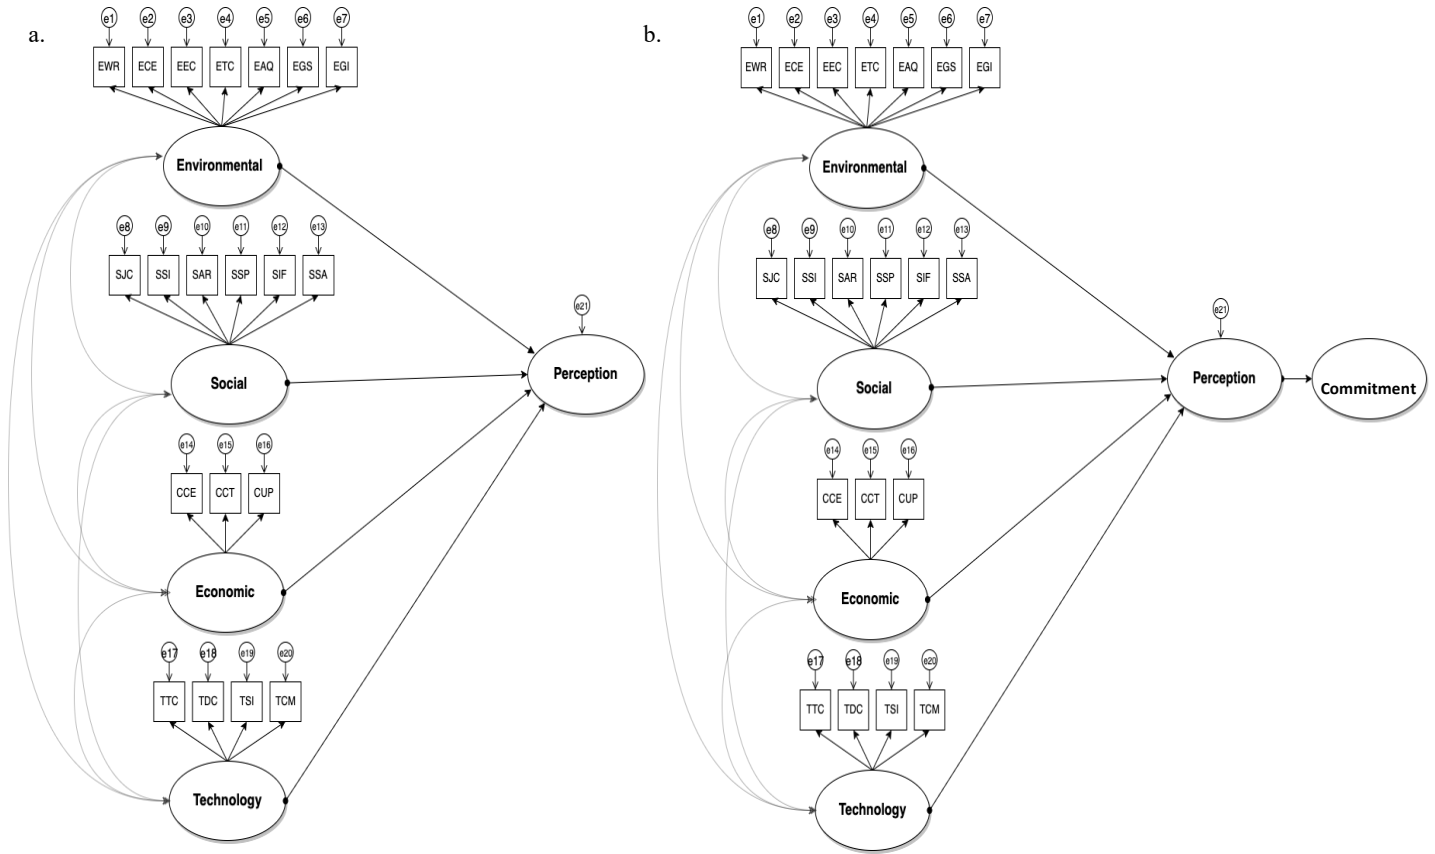 a.
e1 e2 e3 e4 e5 e6 e7
EWR ECE EEC ETC EAQ EGS EGI
Environmental
e8 e9 e10 e11 e12 e13
SJC SSI SAR SSP SIF SSA
Social
e14 e15 e16
CCE CCT CUP
Economic
e17 e18 e19 e20
TTC TDC TSI TCM
Technology
e21
Perception
b.
e1 e2 e3 e4 e5 e6 e7
EWR ECE EEC ETC EAQ EGS EGI
Environmental
e8 e9 e10 e11 e12 e13
SJC SSI SAR SSP SIF SSA
Social
e14 e15 e16
CCE CCT CUP
Economic
e17 e18 e19 e20
TTC TDC TSI TCM
Technology
e21
Perception
Commitment